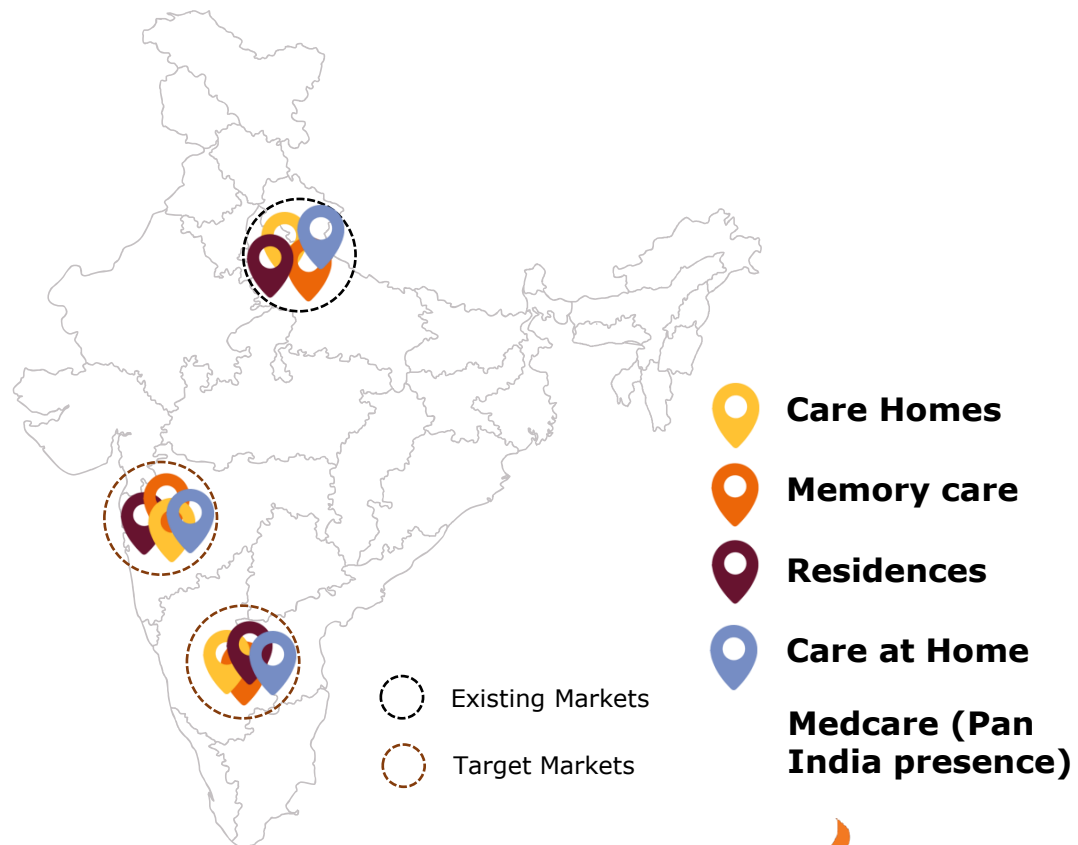 Care Homes
Memory care
Residences
Care at Home
Medcare (Pan
India presence)
Existing Markets
Target Markets